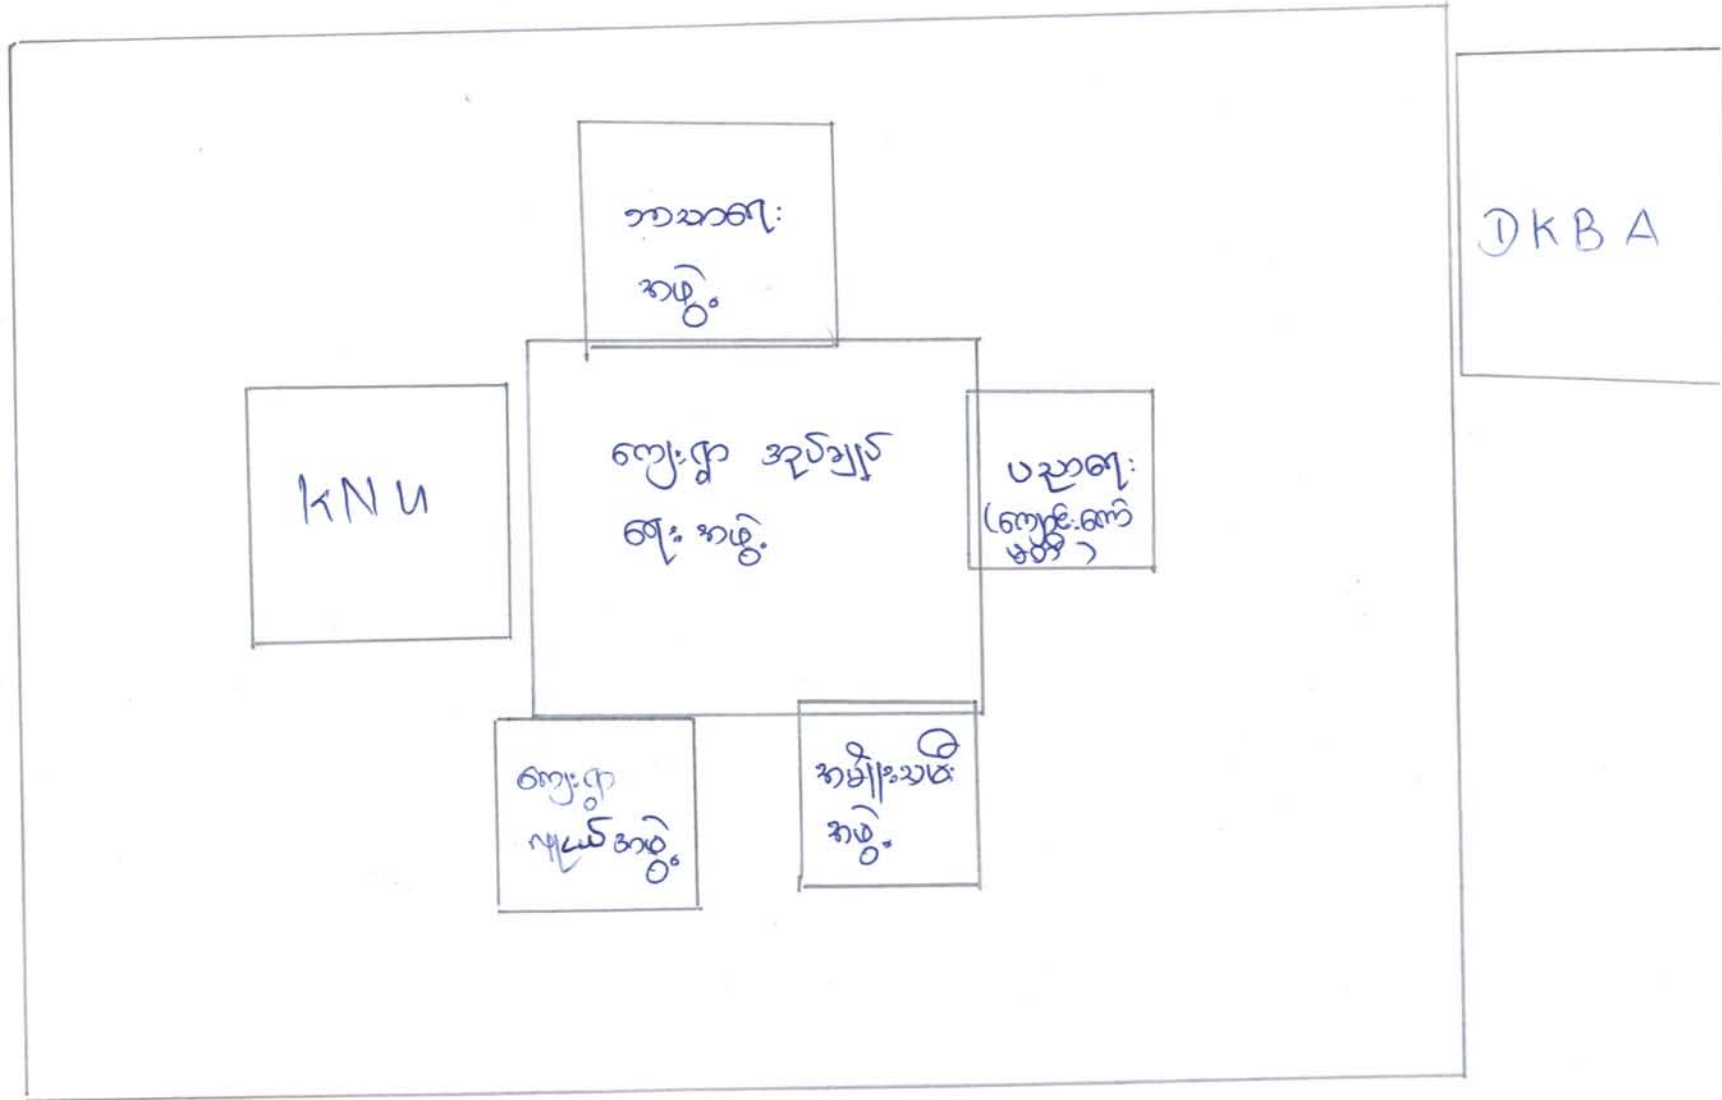 ဘာသာရေး
အဖွဲ့
DKBA
KNU
ကျေးရွာ အုပ်ချုပ်
ရေး အဖွဲ့
ပညာရေး
(ကျောင်းကော်
မတီ)
ကျေးရွာ
လူငယ်အဖွဲ့
အမျိုးသမီး
အဖွဲ့